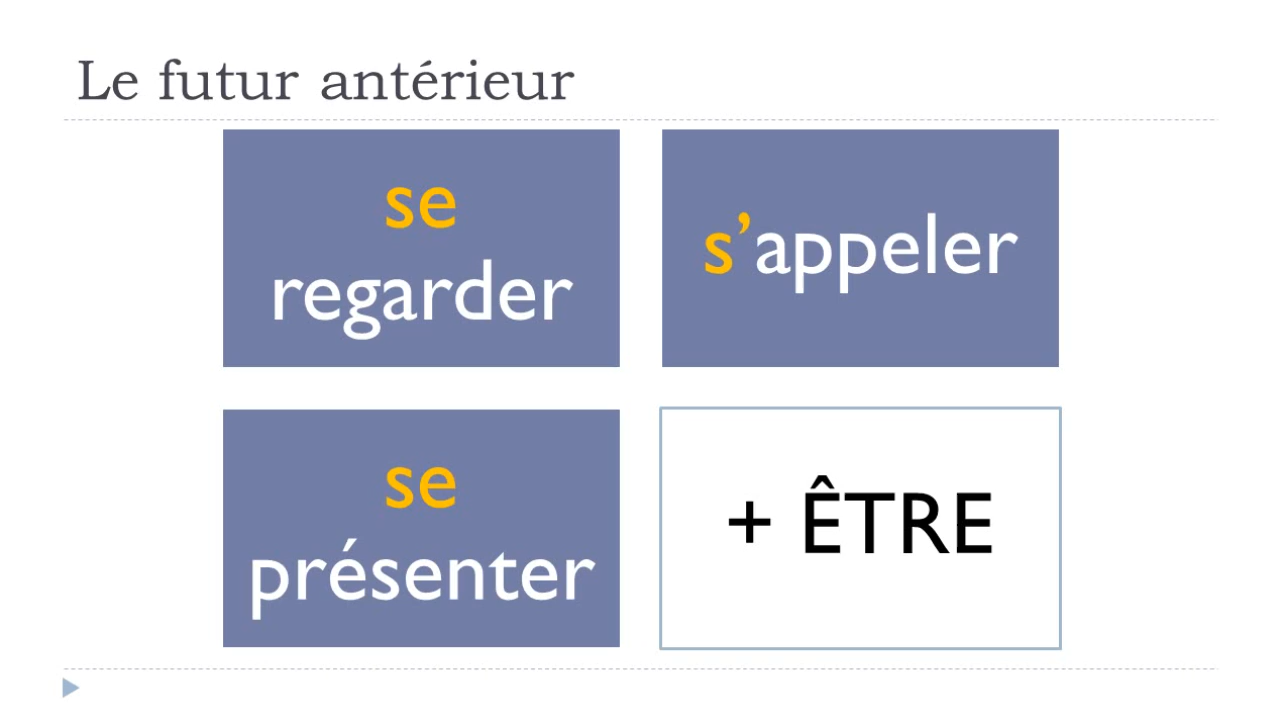 Le futur antérieur
se
regarder
s’appeler
se
présenter
+ ÊTRE